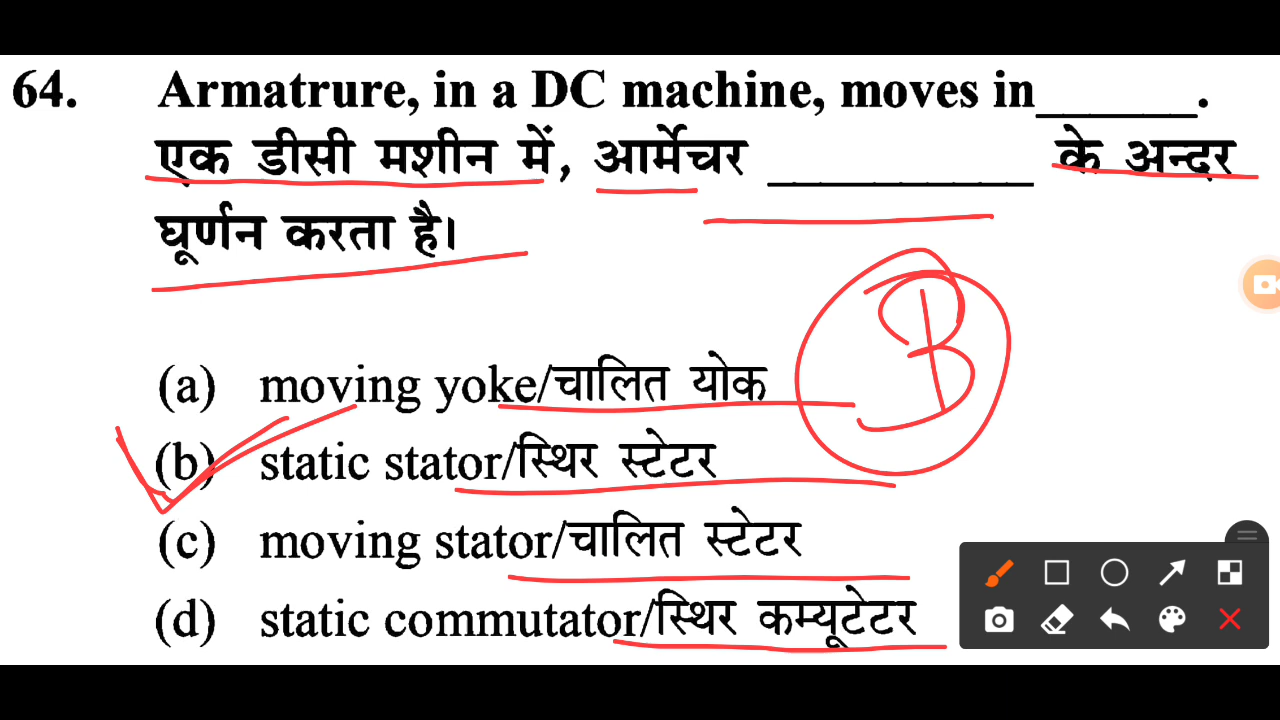 64. Armatrure, in a DC machine, moves in______.
एक डीसी मशीन में, आर्मेचर __________ के अन्दर
घूर्णन करता है।
B
(a) moving yoke/चालित योक
(b) static stator/स्थिर स्टेटर
(c) moving stator/चालित स्टेटर
(d) static commutator/स्थिर कम्यूटेटर